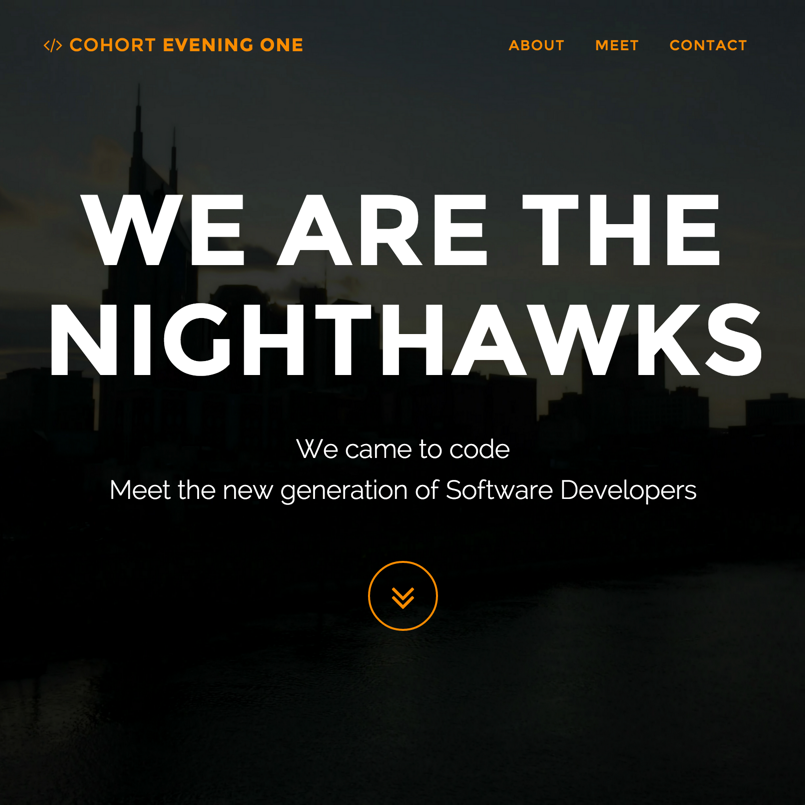 </> COHORT EVENING ONE
ABOUT MEET CONTACT
WE ARE THE
NIGHTHAWKS
We came to code
Meet the new generation of Software Developers